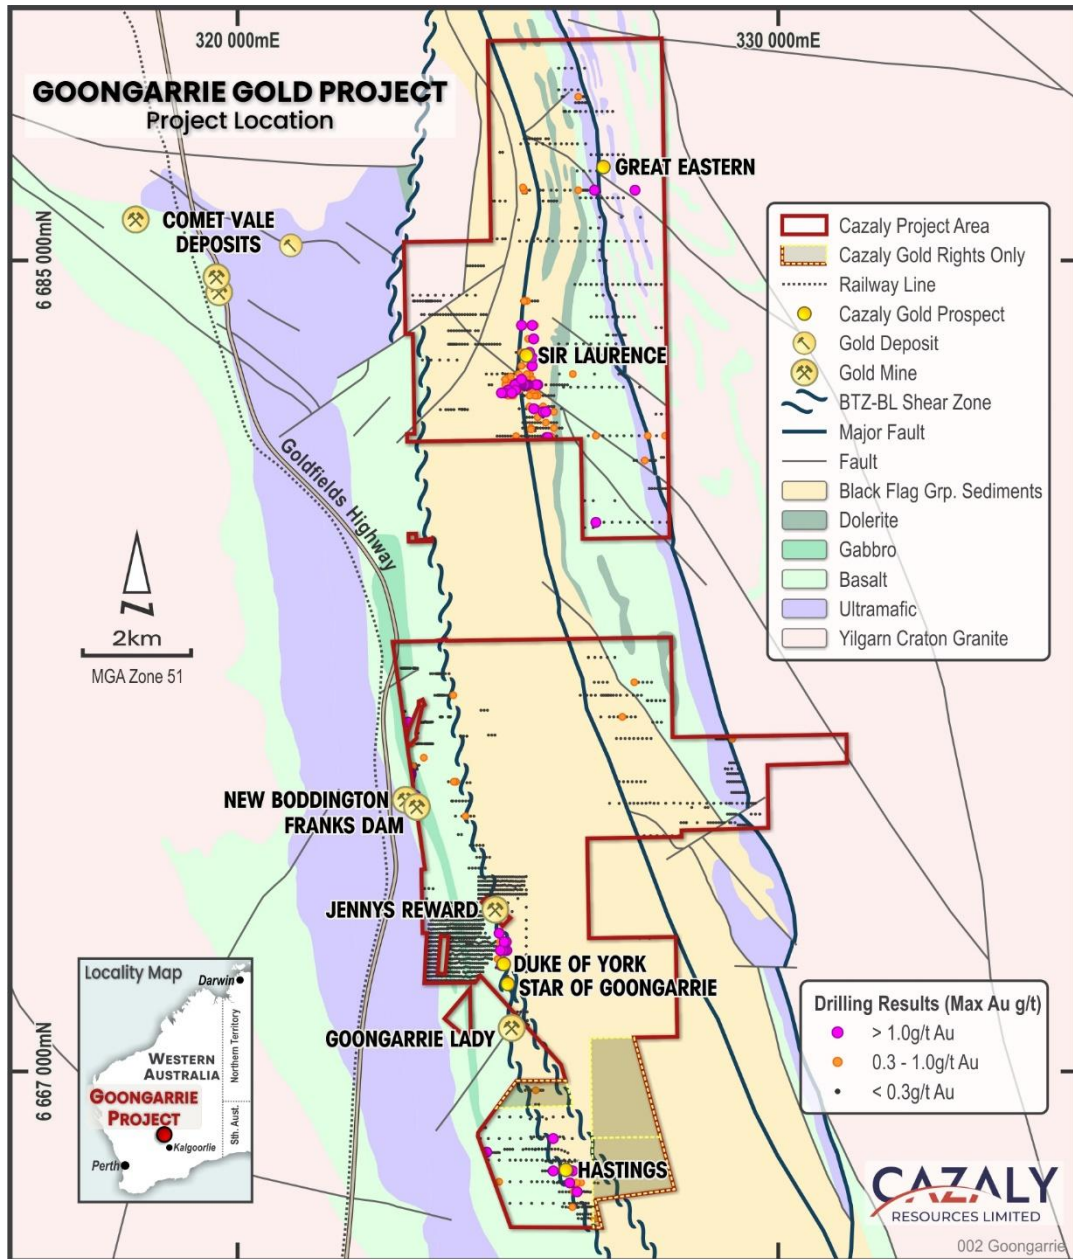 320 000mE
330 000mE
GOONGARRIE GOLD PROJECT
Project Location
GREAT EASTERN
COMET VALE
DEPOSITS
6 685 000mN
SIR LAURENCE
Cazaly Project Area
Cazaly Gold Rights Only
Railway Line
Cazaly Gold Prospect
Gold Deposit
Gold Mine
BTZ-BL Shear Zone
Major Fault
Fault
Black Flag Grp. Sediments
Dolerite
Gabbro
Basalt
Ultramafic
Yilgarn Craton Granite
Goldfields Highway
N
2km
MGA Zone 51
NEW BODDINGTON
FRANKS DAM
JENNYS REWARD
DUKE OF YORK
STAR OF GOONGARRIE
GOONGARRIE LADY
6 667 000mN
HASTINGS
Locality Map
Darwin
Northern Territory
WESTERN
AUSTRALIA
GOONGARRIE
PROJECT
Sth. Aust.
Kalgoorlie
Perth
Drilling Results (Max Au g/t)
> 1.0g/t Au
0.3 - 1.0g/t Au
< 0.3g/t Au
CAZALY
RESOURCES LIMITED
002 Goongarrie